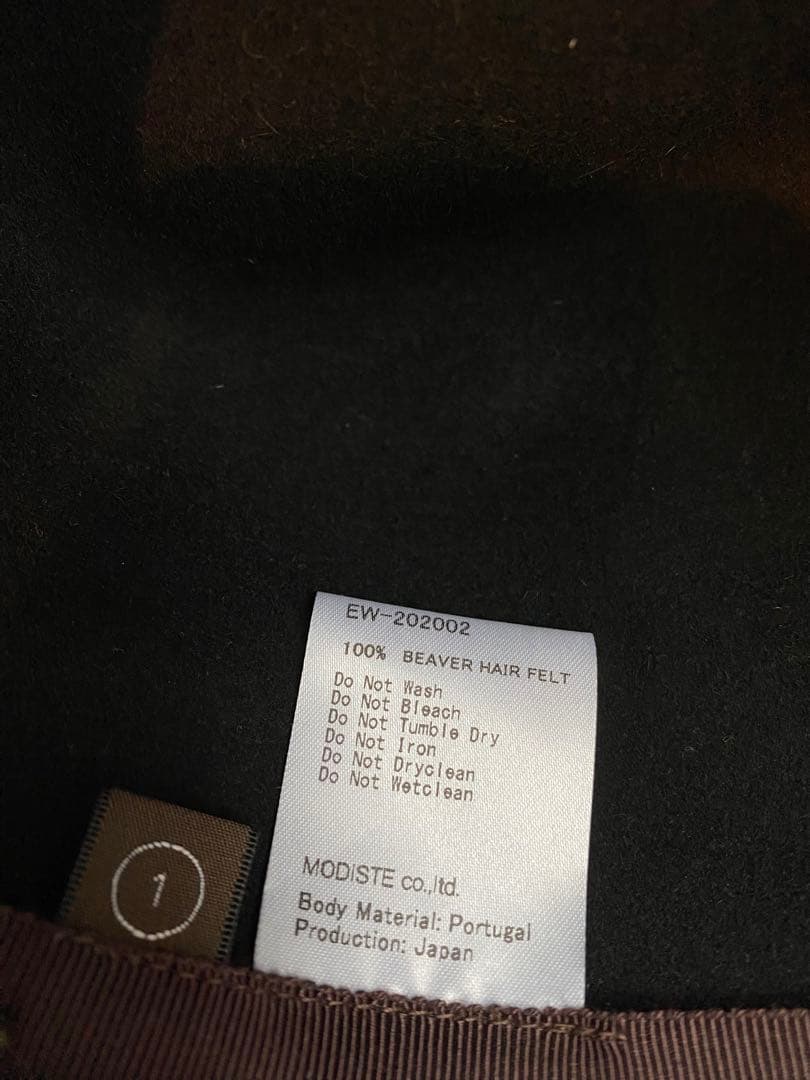 EW-202002
100% BEAVER HAIR FELT
Do Not Wash
Do Not Bleach
Do Not Tumble Dry
Do Not Iron
Do Not Dryclean
Do Not Wetclean
MODISTE co.,ltd.
Body Material: Portugal
Production: Japan
1